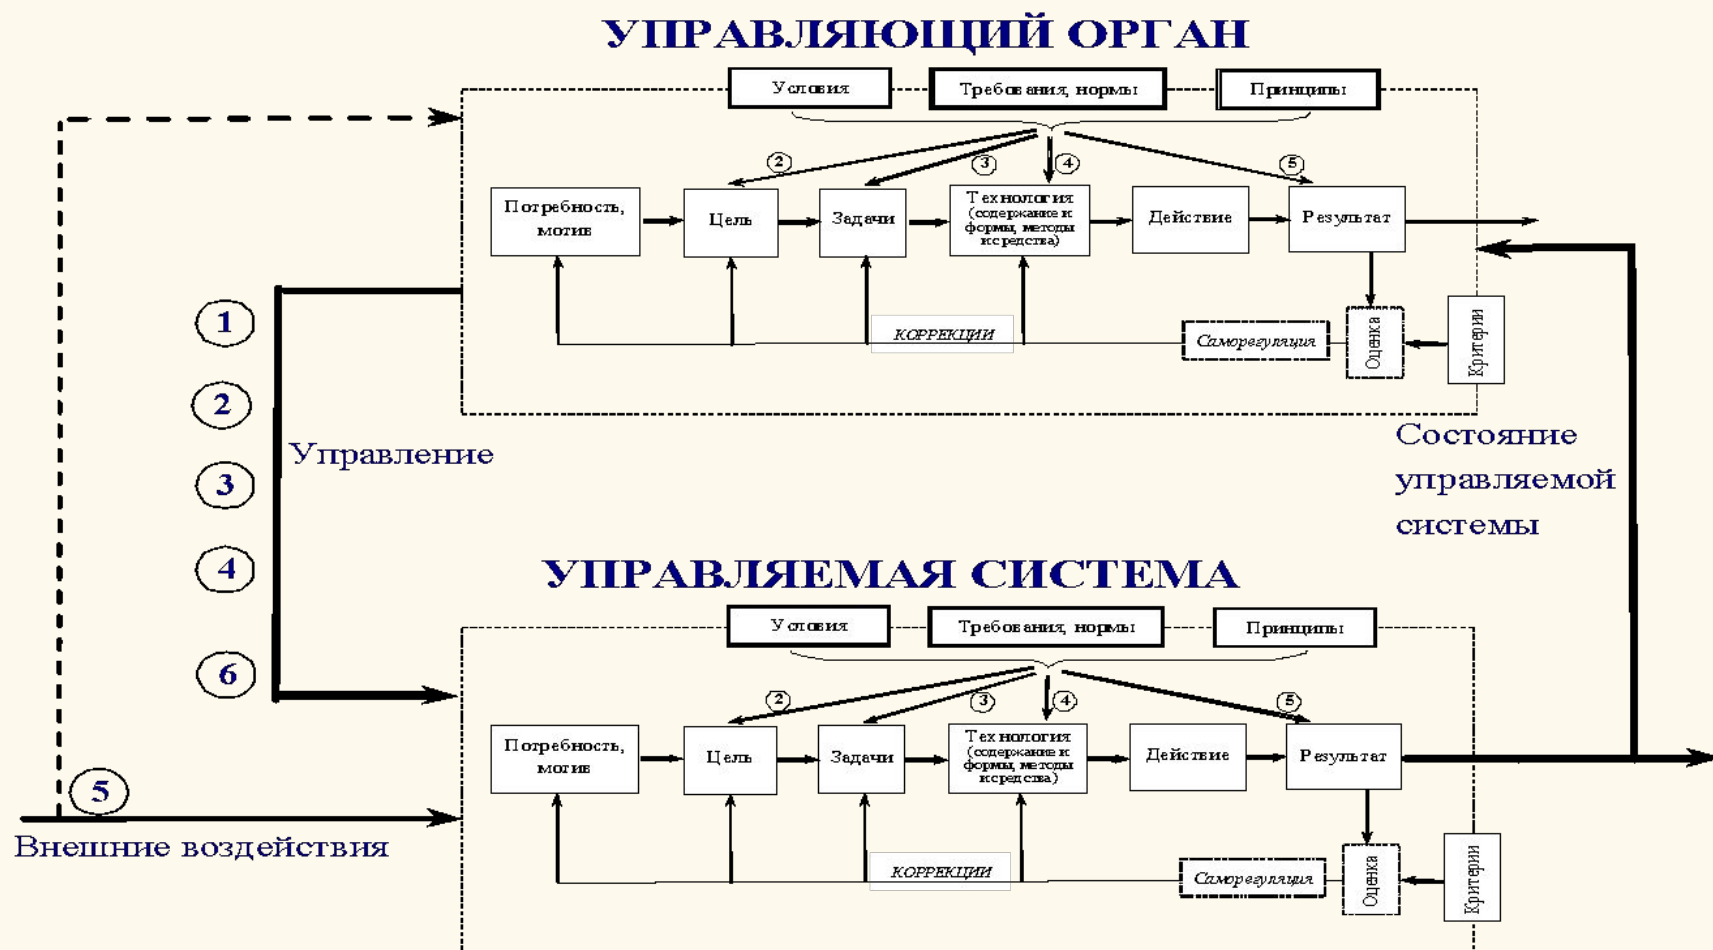 УПРАВЛЯЮЩИЙ ОРГАН
Условия
Требования, нормы
Принципы
2
3
4
5
Потребность,
мотив
Цель
Задачи
Технология
(содержание и
формы, методы
и средства)
Действие
Результат
КОРРЕКЦИИ
Саморегуляция
Оценка
Критерии
1
2
3
4
6
Управление
Состояние
управляемой
системы
УПРАВЛЯЕМАЯ СИСТЕМА
Условия
Требования, нормы
Принципы
2
3
4
5
Потребность,
мотив
Цель
Задачи
Технология
(содержание и
формы, методы
и средства)
Действие
Результат
5
Внешние воздействия
КОРРЕКЦИИ
Саморегуляция
Оценка
Критерии